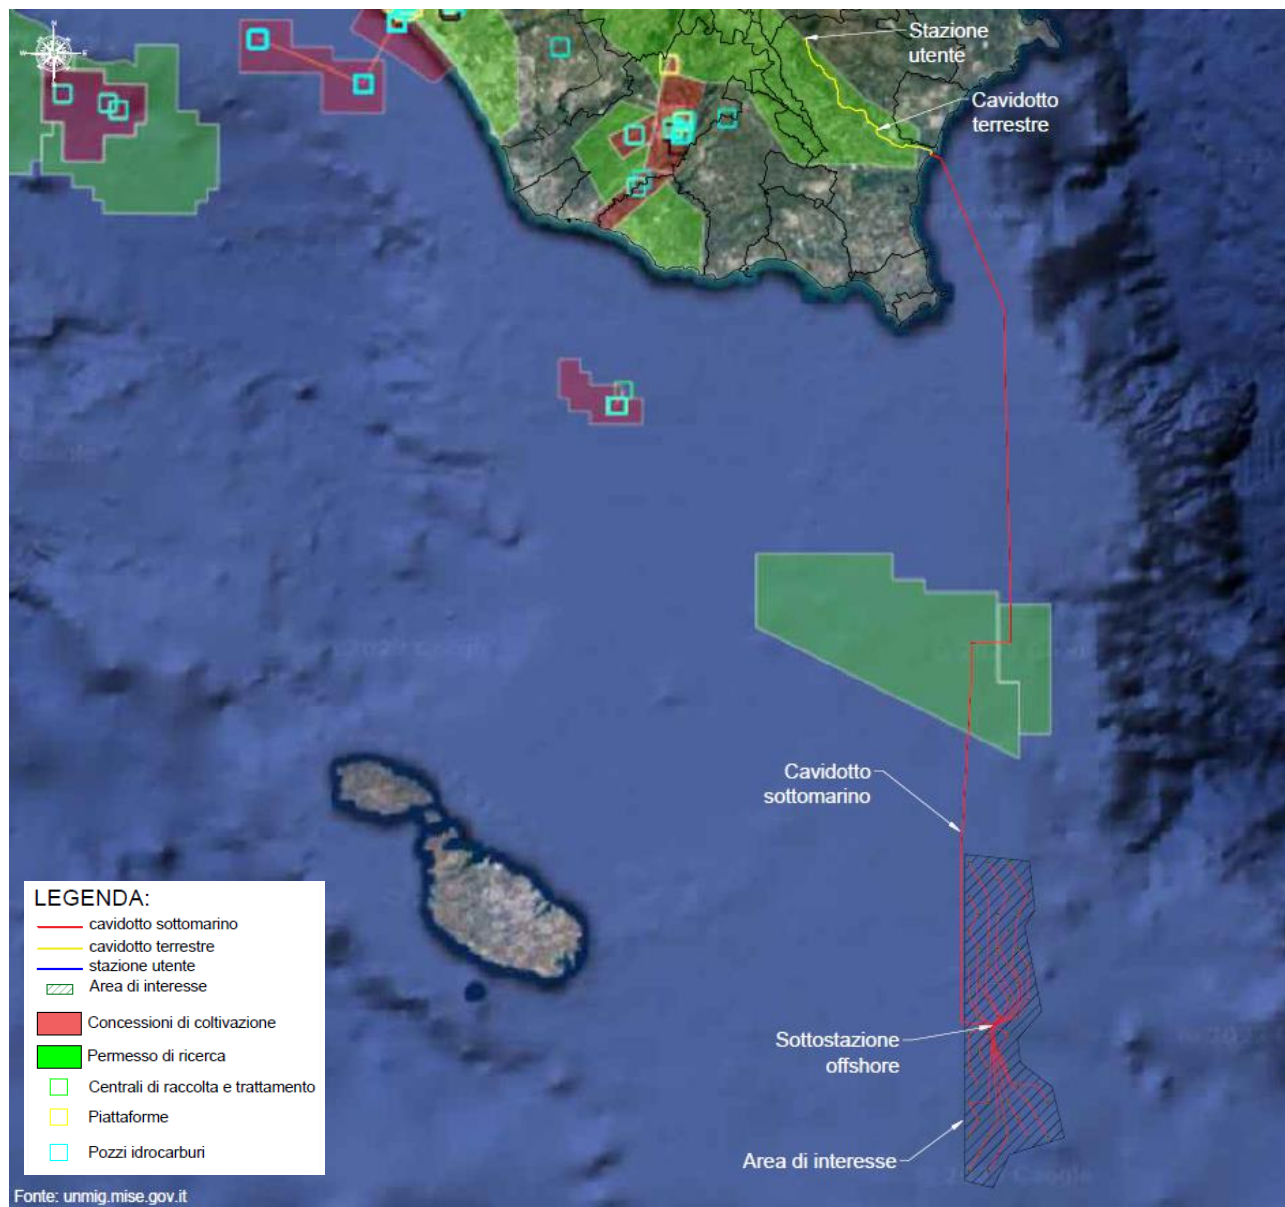 N
W
E
S
Stazione
utente
Cavidotto
terrestre
Cavidotto
sottomarino
Sottostazione
offshore
Area di interesse
LEGENDA:
cavidotto sottomarino
cavidotto terrestre
stazione utente
Area di interesse
Concessioni di coltivazione
Permesso di ricerca
Centrali di raccolta e trattamento
Piattaforme
Pozzi idrocarburi
Fonte: unmig.mise.gov.it